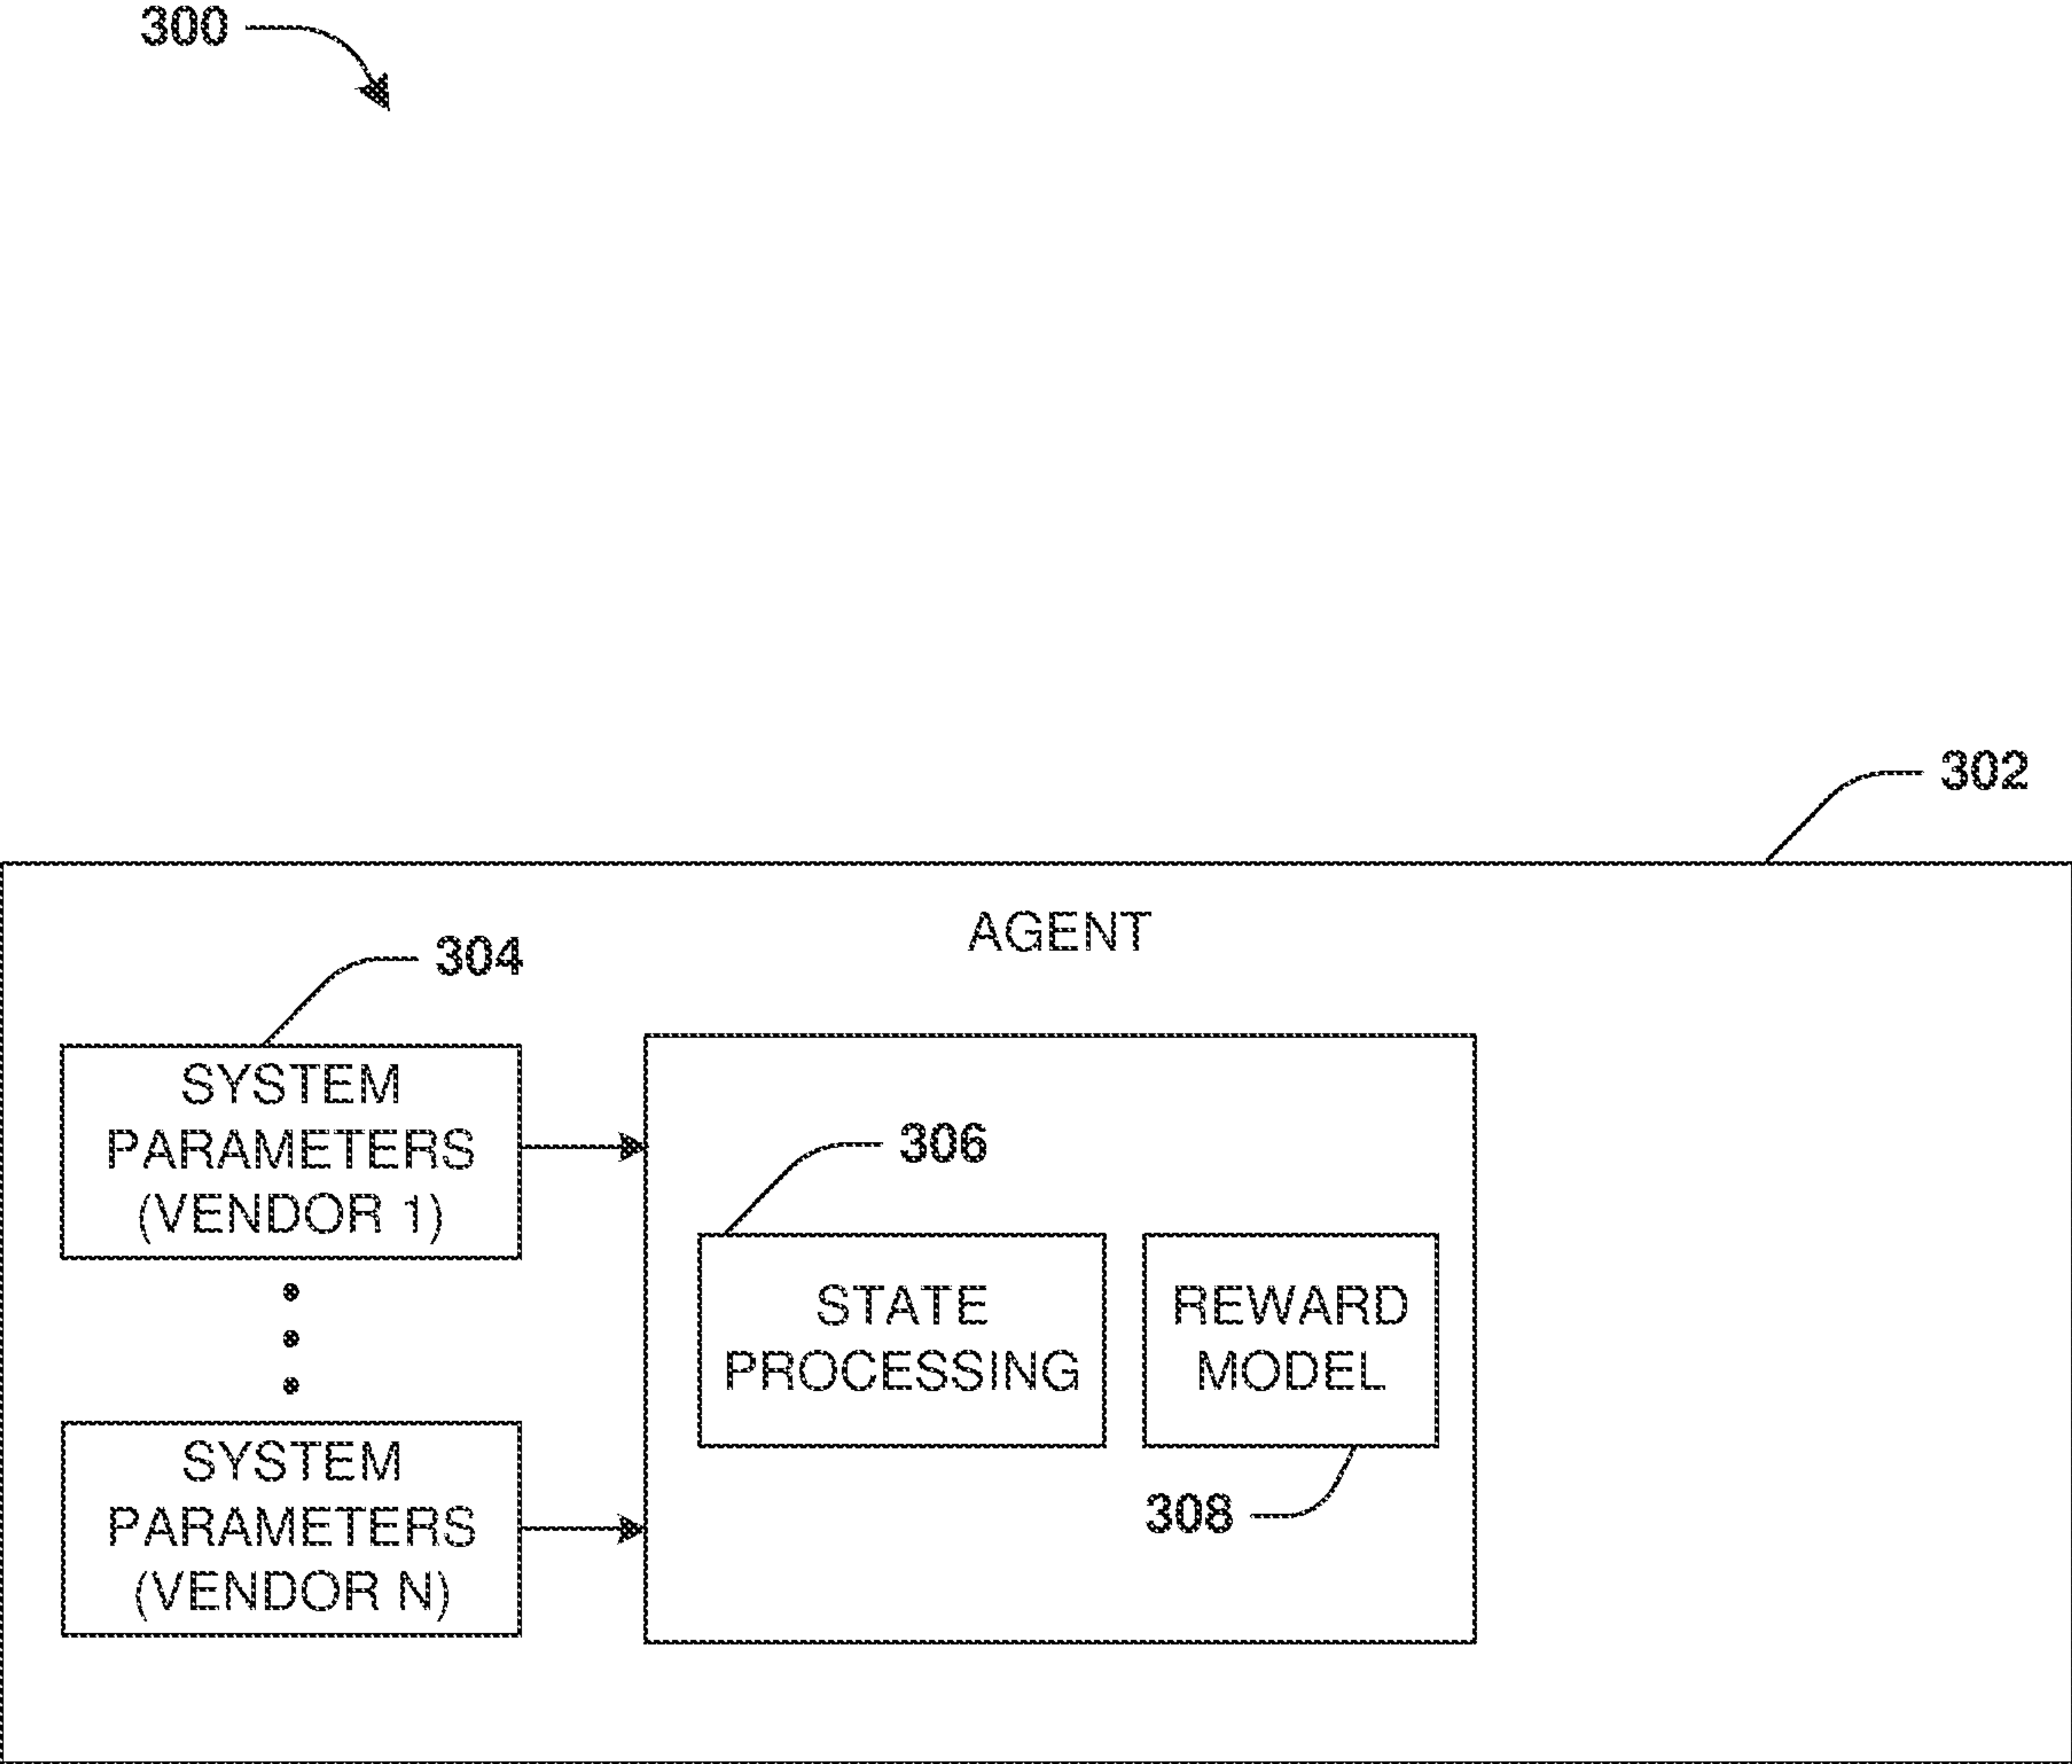 300
302
AGENT
304
SYSTEM
PARAMETERS
(VENDOR 1)
306
STATE
PROCESSING
REWARD
MODEL
308
SYSTEM
PARAMETERS
(VENDOR N)